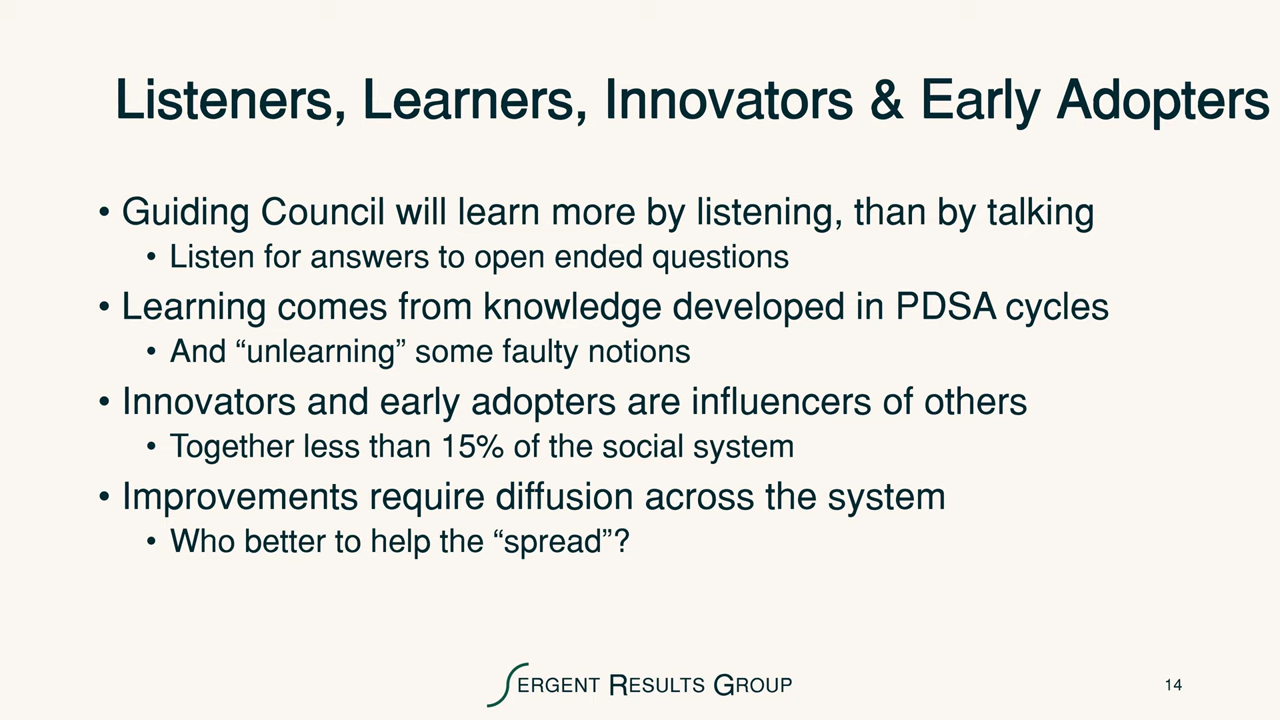 Listeners, Learners, Innovators & Early Adopters
• Guiding Council will learn more by listening, than by talking
• Listen for answers to open ended questions
• Learning comes from knowledge developed in PDSA cycles
• And “unlearning” some faulty notions
• Innovators and early adopters are influencers of others
• Together less than 15% of the social system
• Improvements require diffusion across the system
• Who better to help the “spread”?
SERGENT RESULTS GROUP
14